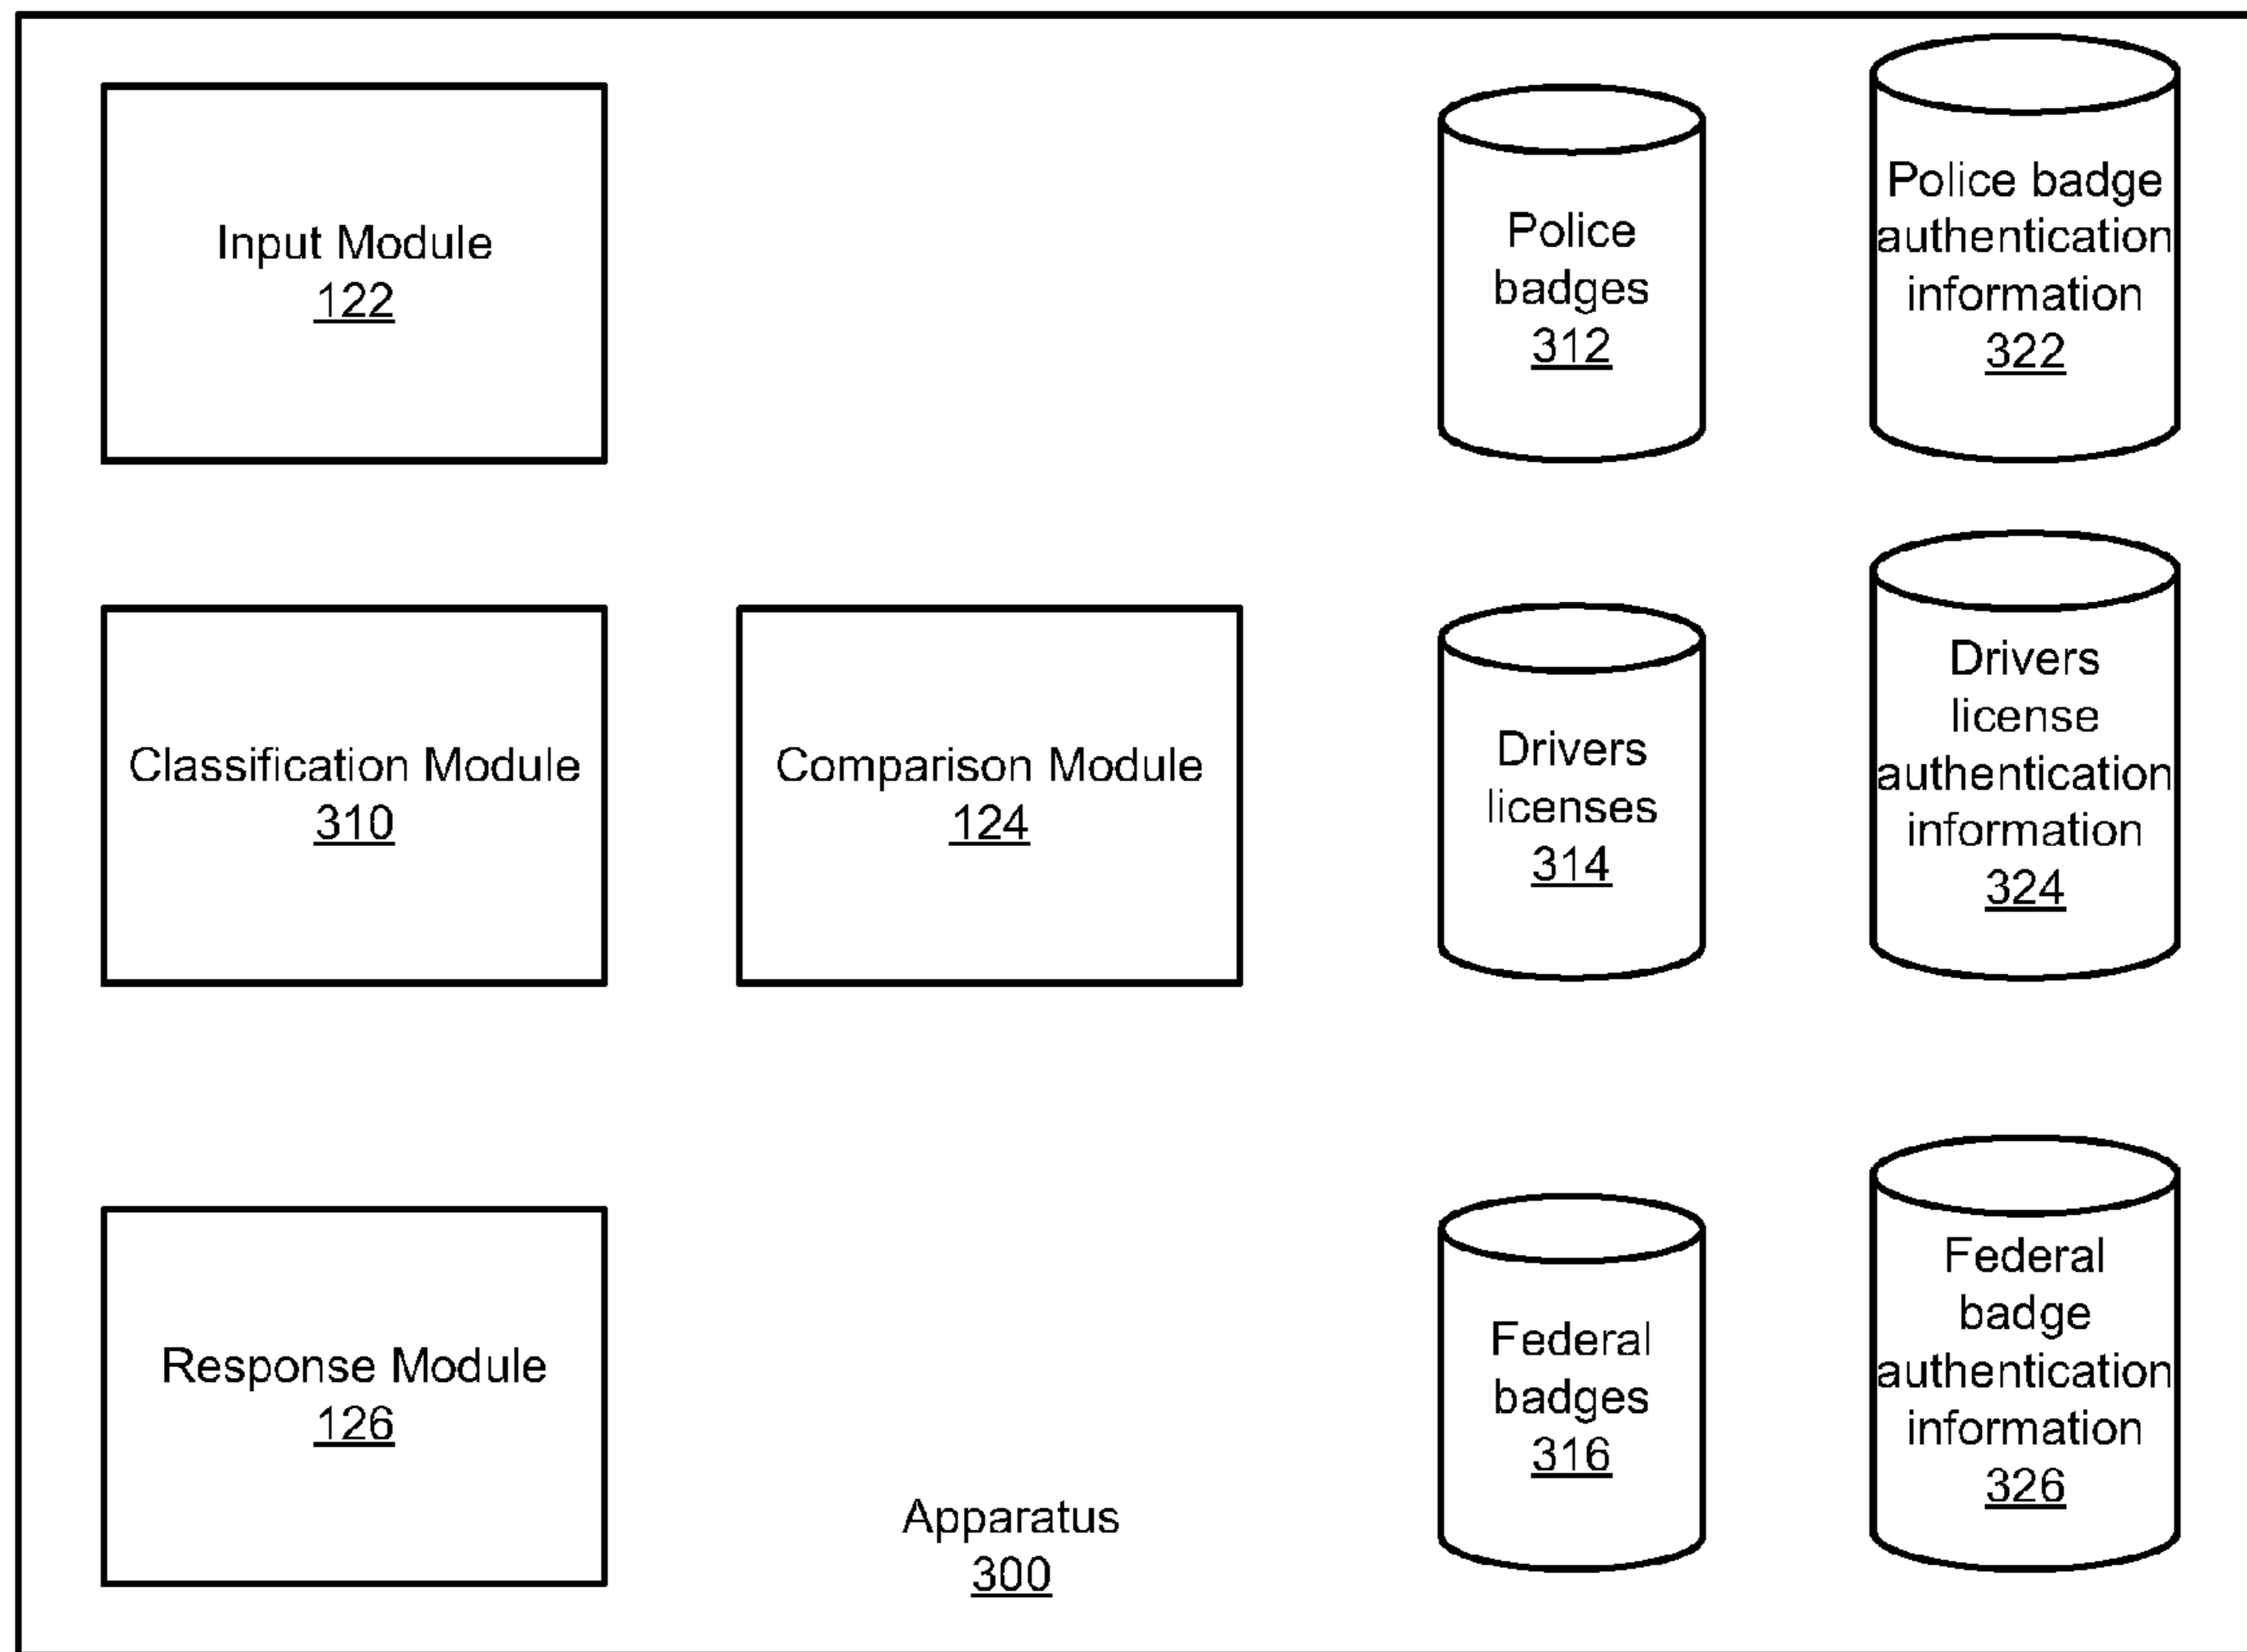 Input Module
122
Police
badges
312
Police badge
authentication
information
322
Classification Module
310
Comparison Module
124
Drivers
licenses
314
Drivers
license
authentication
information
324
Response Module
126
Apparatus
300
Federal
badges
316
Federal
badge
authentication
information
326